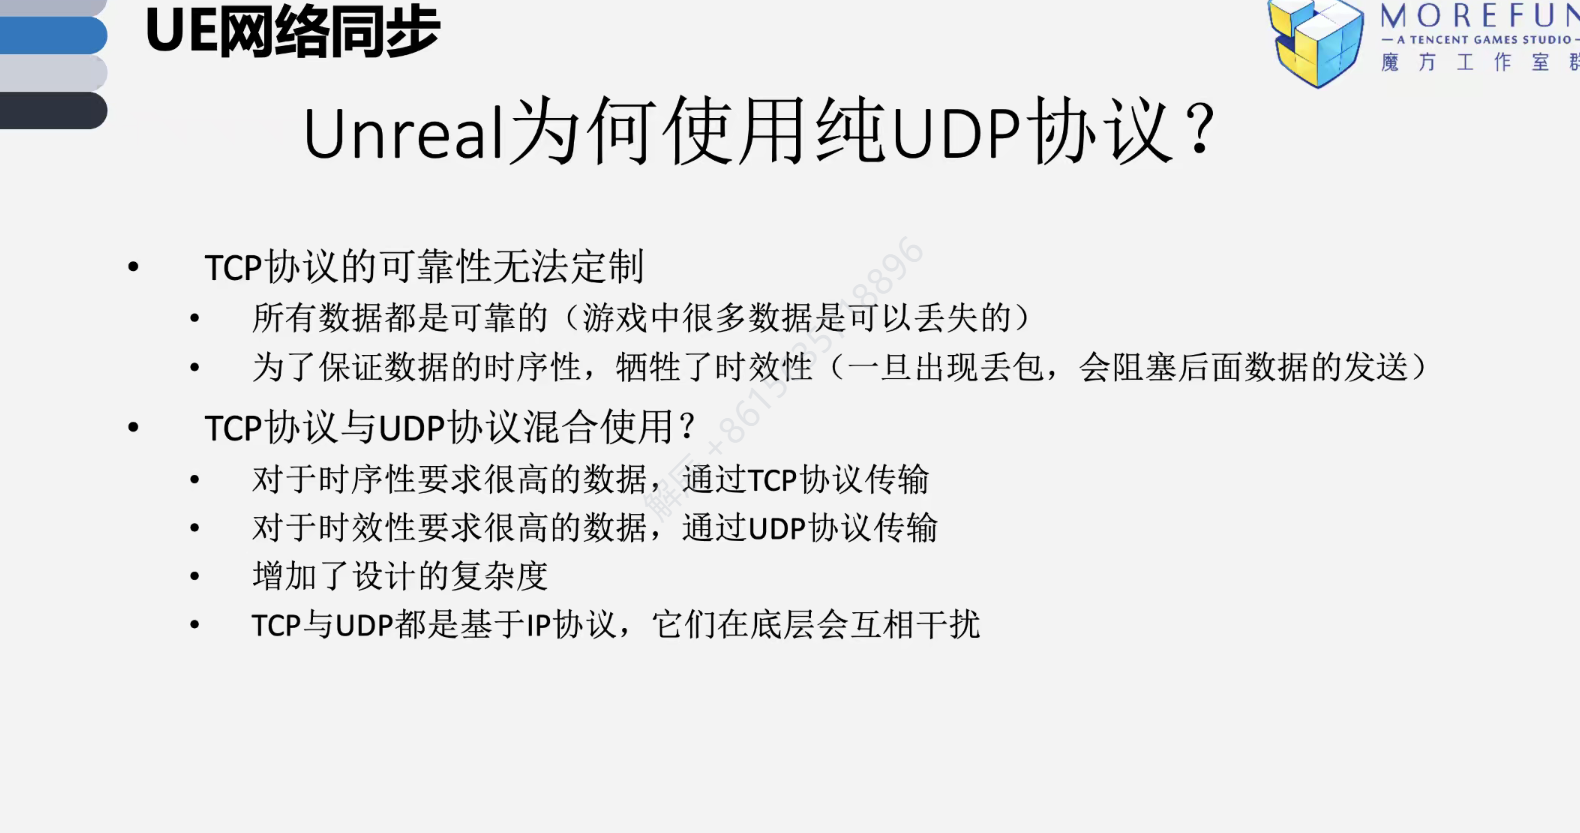 UE网络同步
MOREFUN
—A TENCENT GAMES STUDIO—
魔方工作室群
Unreal为何使用纯UDP协议？
• TCP协议的可靠性无法定制
• 所有数据都是可靠的（游戏中很多数据是可以丢失的）
• 为了保证数据的时序性，牺牲了时效性（一旦出现丢包，会阻塞后面数据的发送）
• TCP协议与UDP协议混合使用？
• 对于时序性要求很高的数据，通过TCP协议传输
• 对于时效性要求很高的数据，通过UDP协议传输
• 增加了设计的复杂度
• TCP与UDP都是基于IP协议，它们在底层会互相干扰